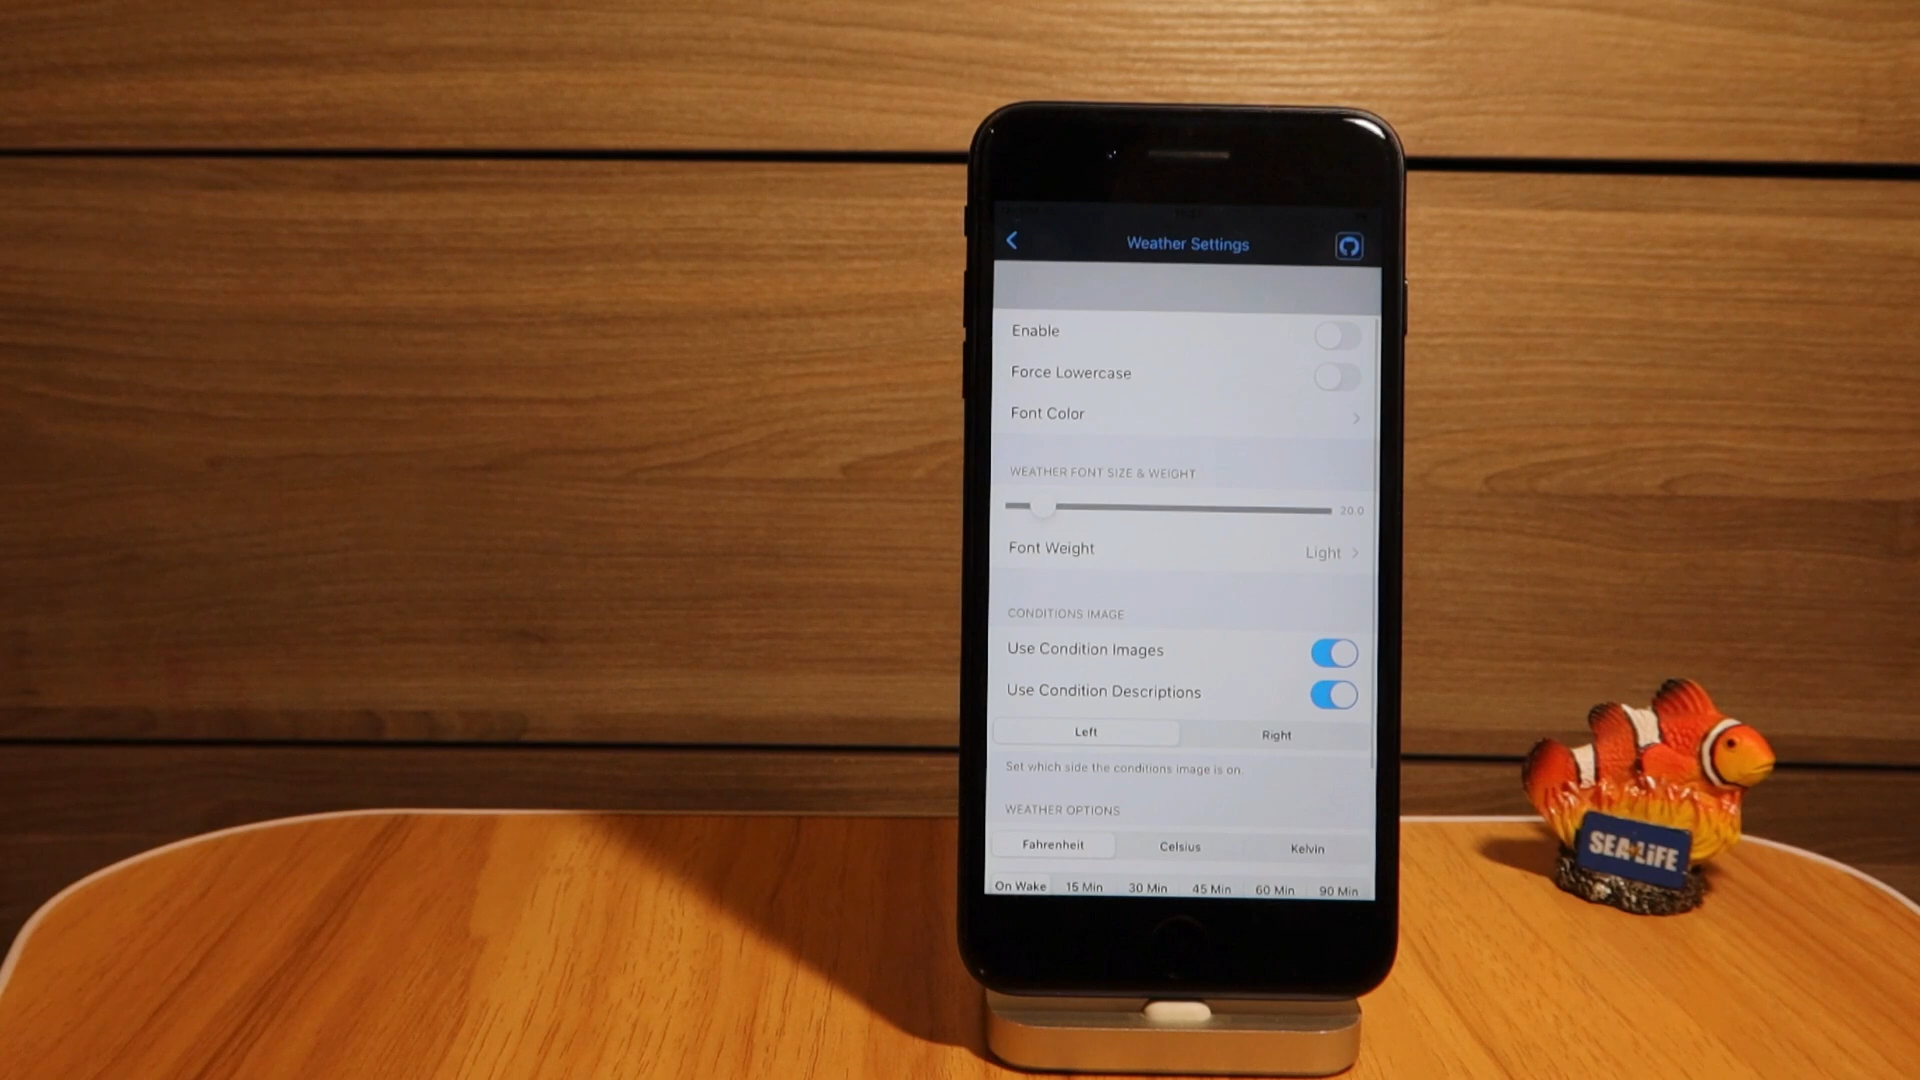 Weather Settings
Enable
Force Lowercase
Font Color
WEATHER FONT SIZE & WEIGHT
20.0
Font Weight Light
CONDITIONS IMAGE
Use Condition Images
Use Condition Descriptions
Left Right
Set which side the conditions image is on.
WEATHER OPTIONS
Fahrenheit Celsius Kelvin
On Wake 15 Min 30 Min 45 Min 60 Min 90 Min
SEA LiFE